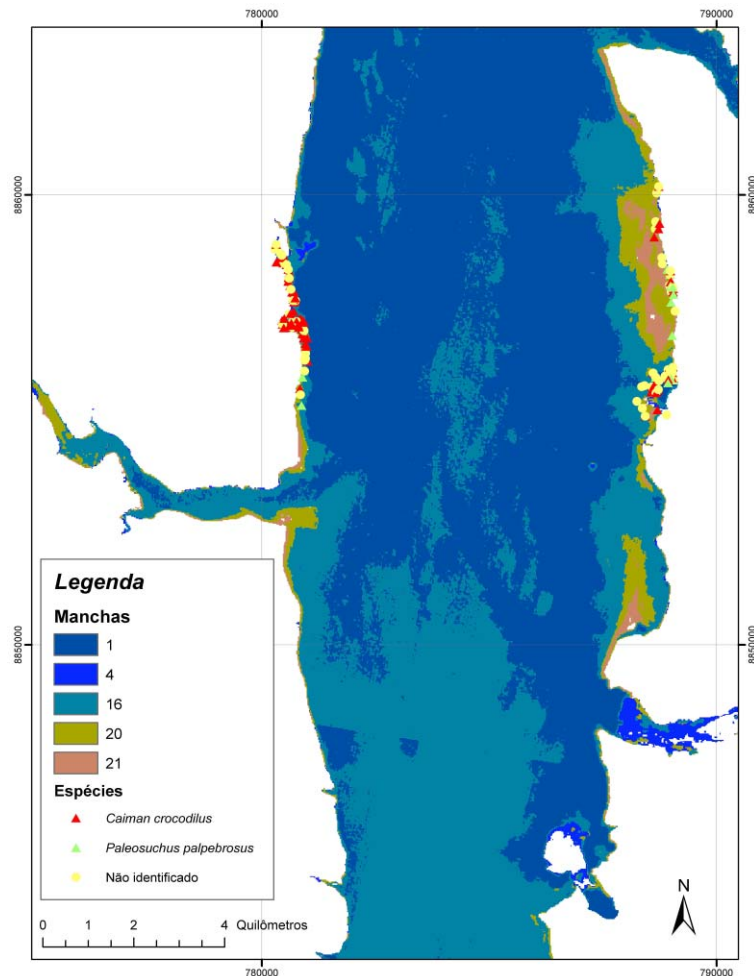 780000 790000
8860000 8860000
8850000 8850000
Legenda
Manchas
1
4
16
20
21
Espécies
Caiman crocodilus
Paleosuchus palpebrosus
Não identificado
0 1 2 4 Quilômetros
N
780000 790000